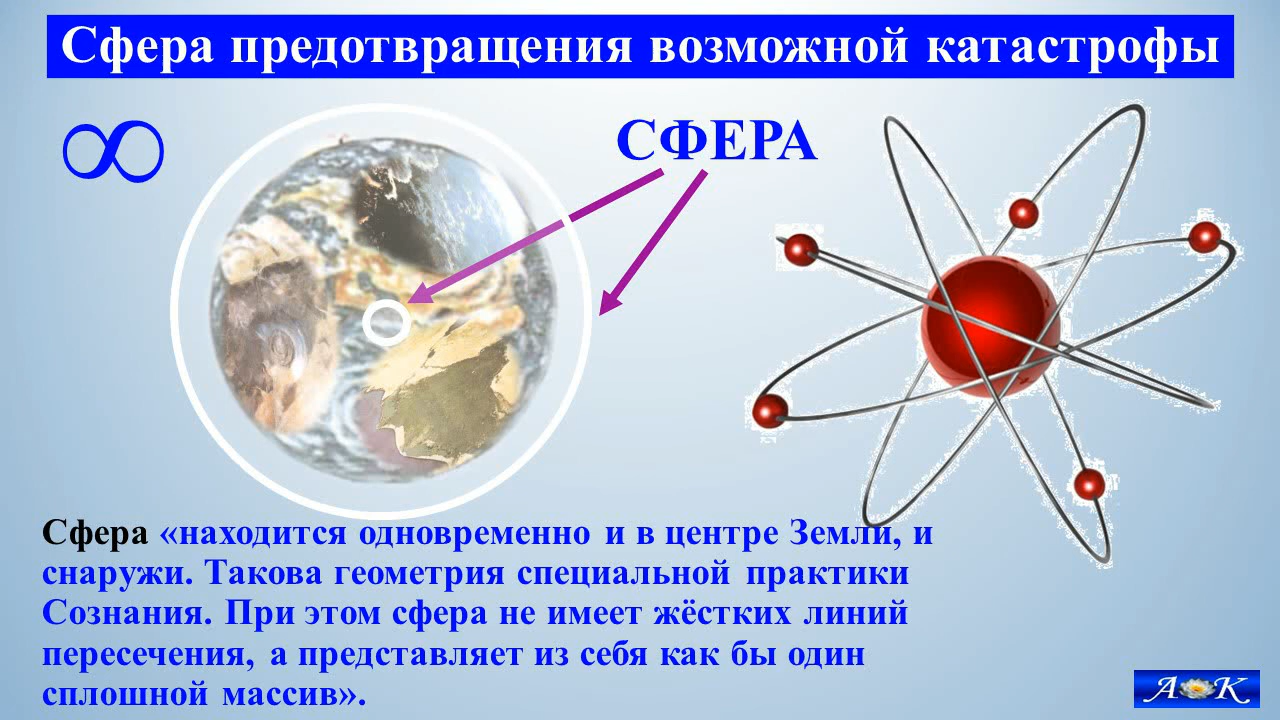 Сфера предотвращения возможной катастрофы
∞
СФЕРА
Сфера «находится одновременно и в центре Земли, и
снаружи. Такова геометрия специальной практики
Сознания. При этом сфера не имеет жёстких линий
пересечения, а представляет из себя как бы один
сплошной массив».
А К